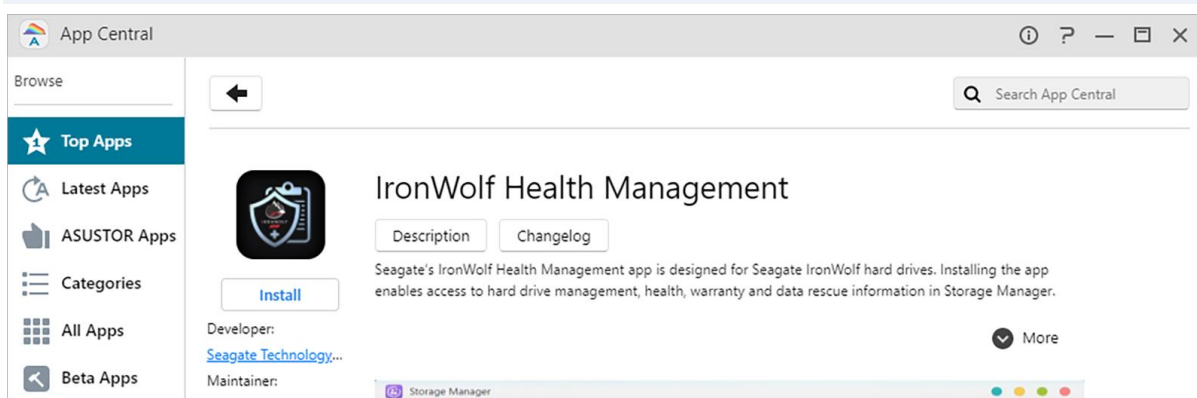 App Central
Browse
Search App Central
Top Apps
Latest Apps
ASUSTOR Apps
Categories
All Apps
Beta Apps
IronWolf Health Management
Description
Changelog
Seagate's IronWolf Health Management app is designed for Seagate IronWolf hard drives. Installing the app
enables access to hard drive management, health, warranty and data rescue information in Storage Manager.
Install
More
Developer:
Seagate Technology...
Maintainer:
Storage Manager